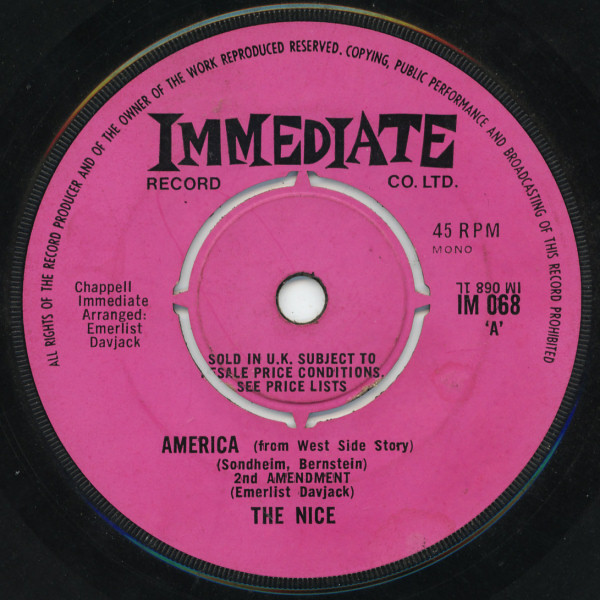 ALL RIGHTS OF THE RECORD PRODUCER AND OF THE OWNER OF THE WORK REPRODUCED RESERVED. COPYING, PUBLIC PERFORMANCE AND BROADCASTING OF THIS RECORD PROHIBITED
IMMEDIATE
RECORD CO. LTD.
45 RPM
MONO
Chappell
Immediate
Arranged:
Emerlist
Davjack
IM 068 1L
IM 068
'A'
SOLD IN U.K. SUBJECT TO
RESALE PRICE CONDITIONS.
SEE PRICE LISTS
AMERICA (from West Side Story)
(Sondheim, Bernstein)
2nd AMENDMENT
(Emerlist Davjack)
THE NICE